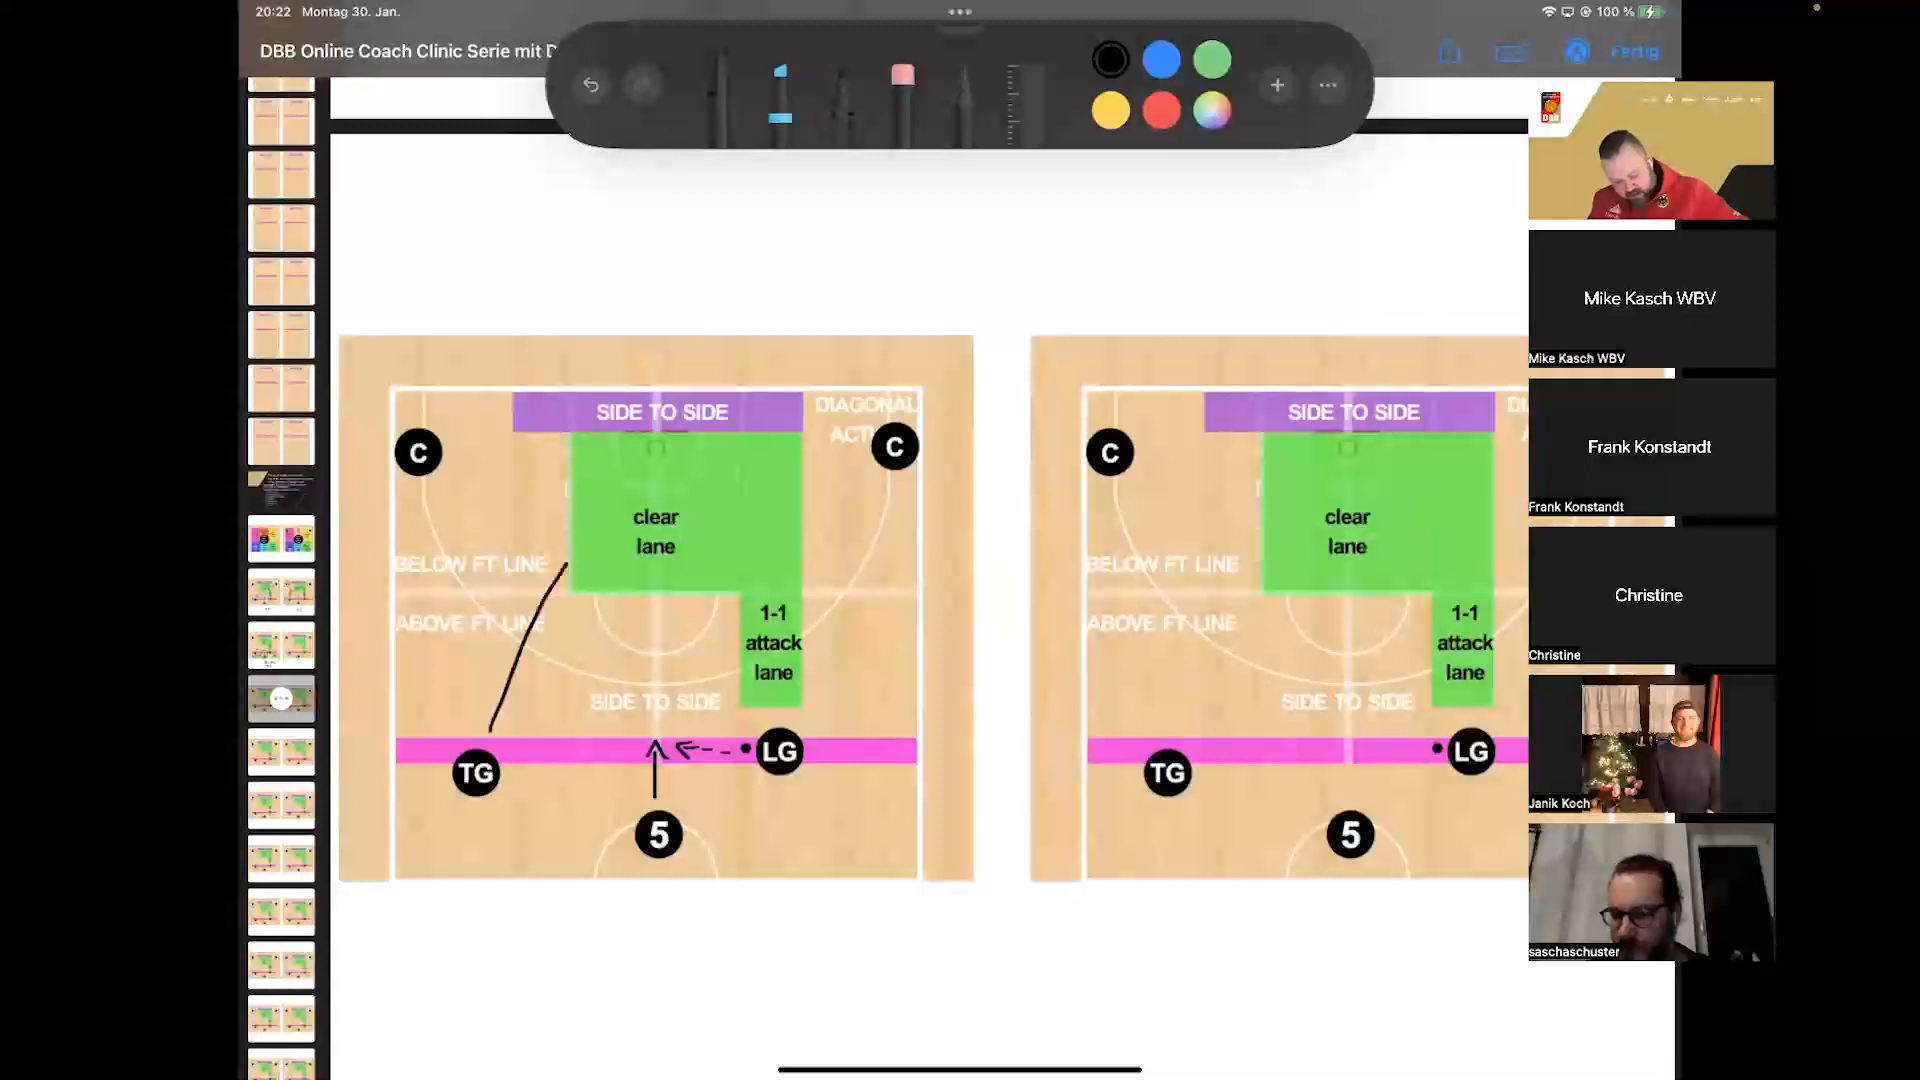 20:22 Montag 30. Jan.
100 %
DBB Online Coach Clinic Serie mit D
Fertig
DBB
SIDE TO SIDE
DIAGONAL
C
C
clear
lane
BELOW FT LINE
ABOVE FT LINE
1-1
attack
lane
SIDE TO SIDE
TG
LG
5
SIDE TO SIDE
C
clear
lane
BELOW FT LINE
ABOVE FT LINE
1-1
attack
lane
SIDE TO SIDE
TG
LG
5
Mike Kasch WBV
Mike Kasch WBV
Frank Konstandt
Frank Konstandt
Christine
Christine
Janik Koch
saschaschuster